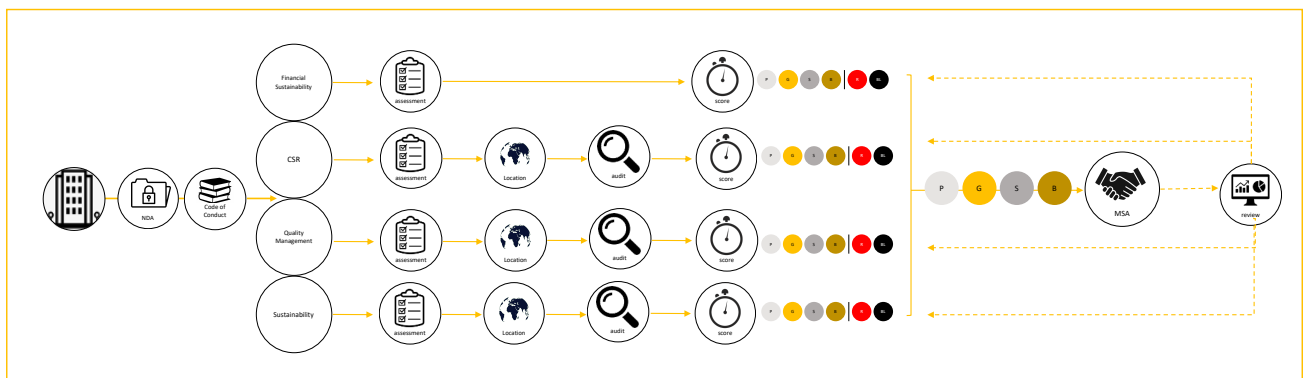 Financial
Sustainability
assessment
score
P G S B R BL
CSR
assessment
Location
audit
score
P G S B R BL
NDA
Code of
Conduct
P G S B
MSA
review
Quality
Management
assessment
Location
audit
score
P G S B R BL
Sustainability
assessment
Location
audit
score
P G S B R BL